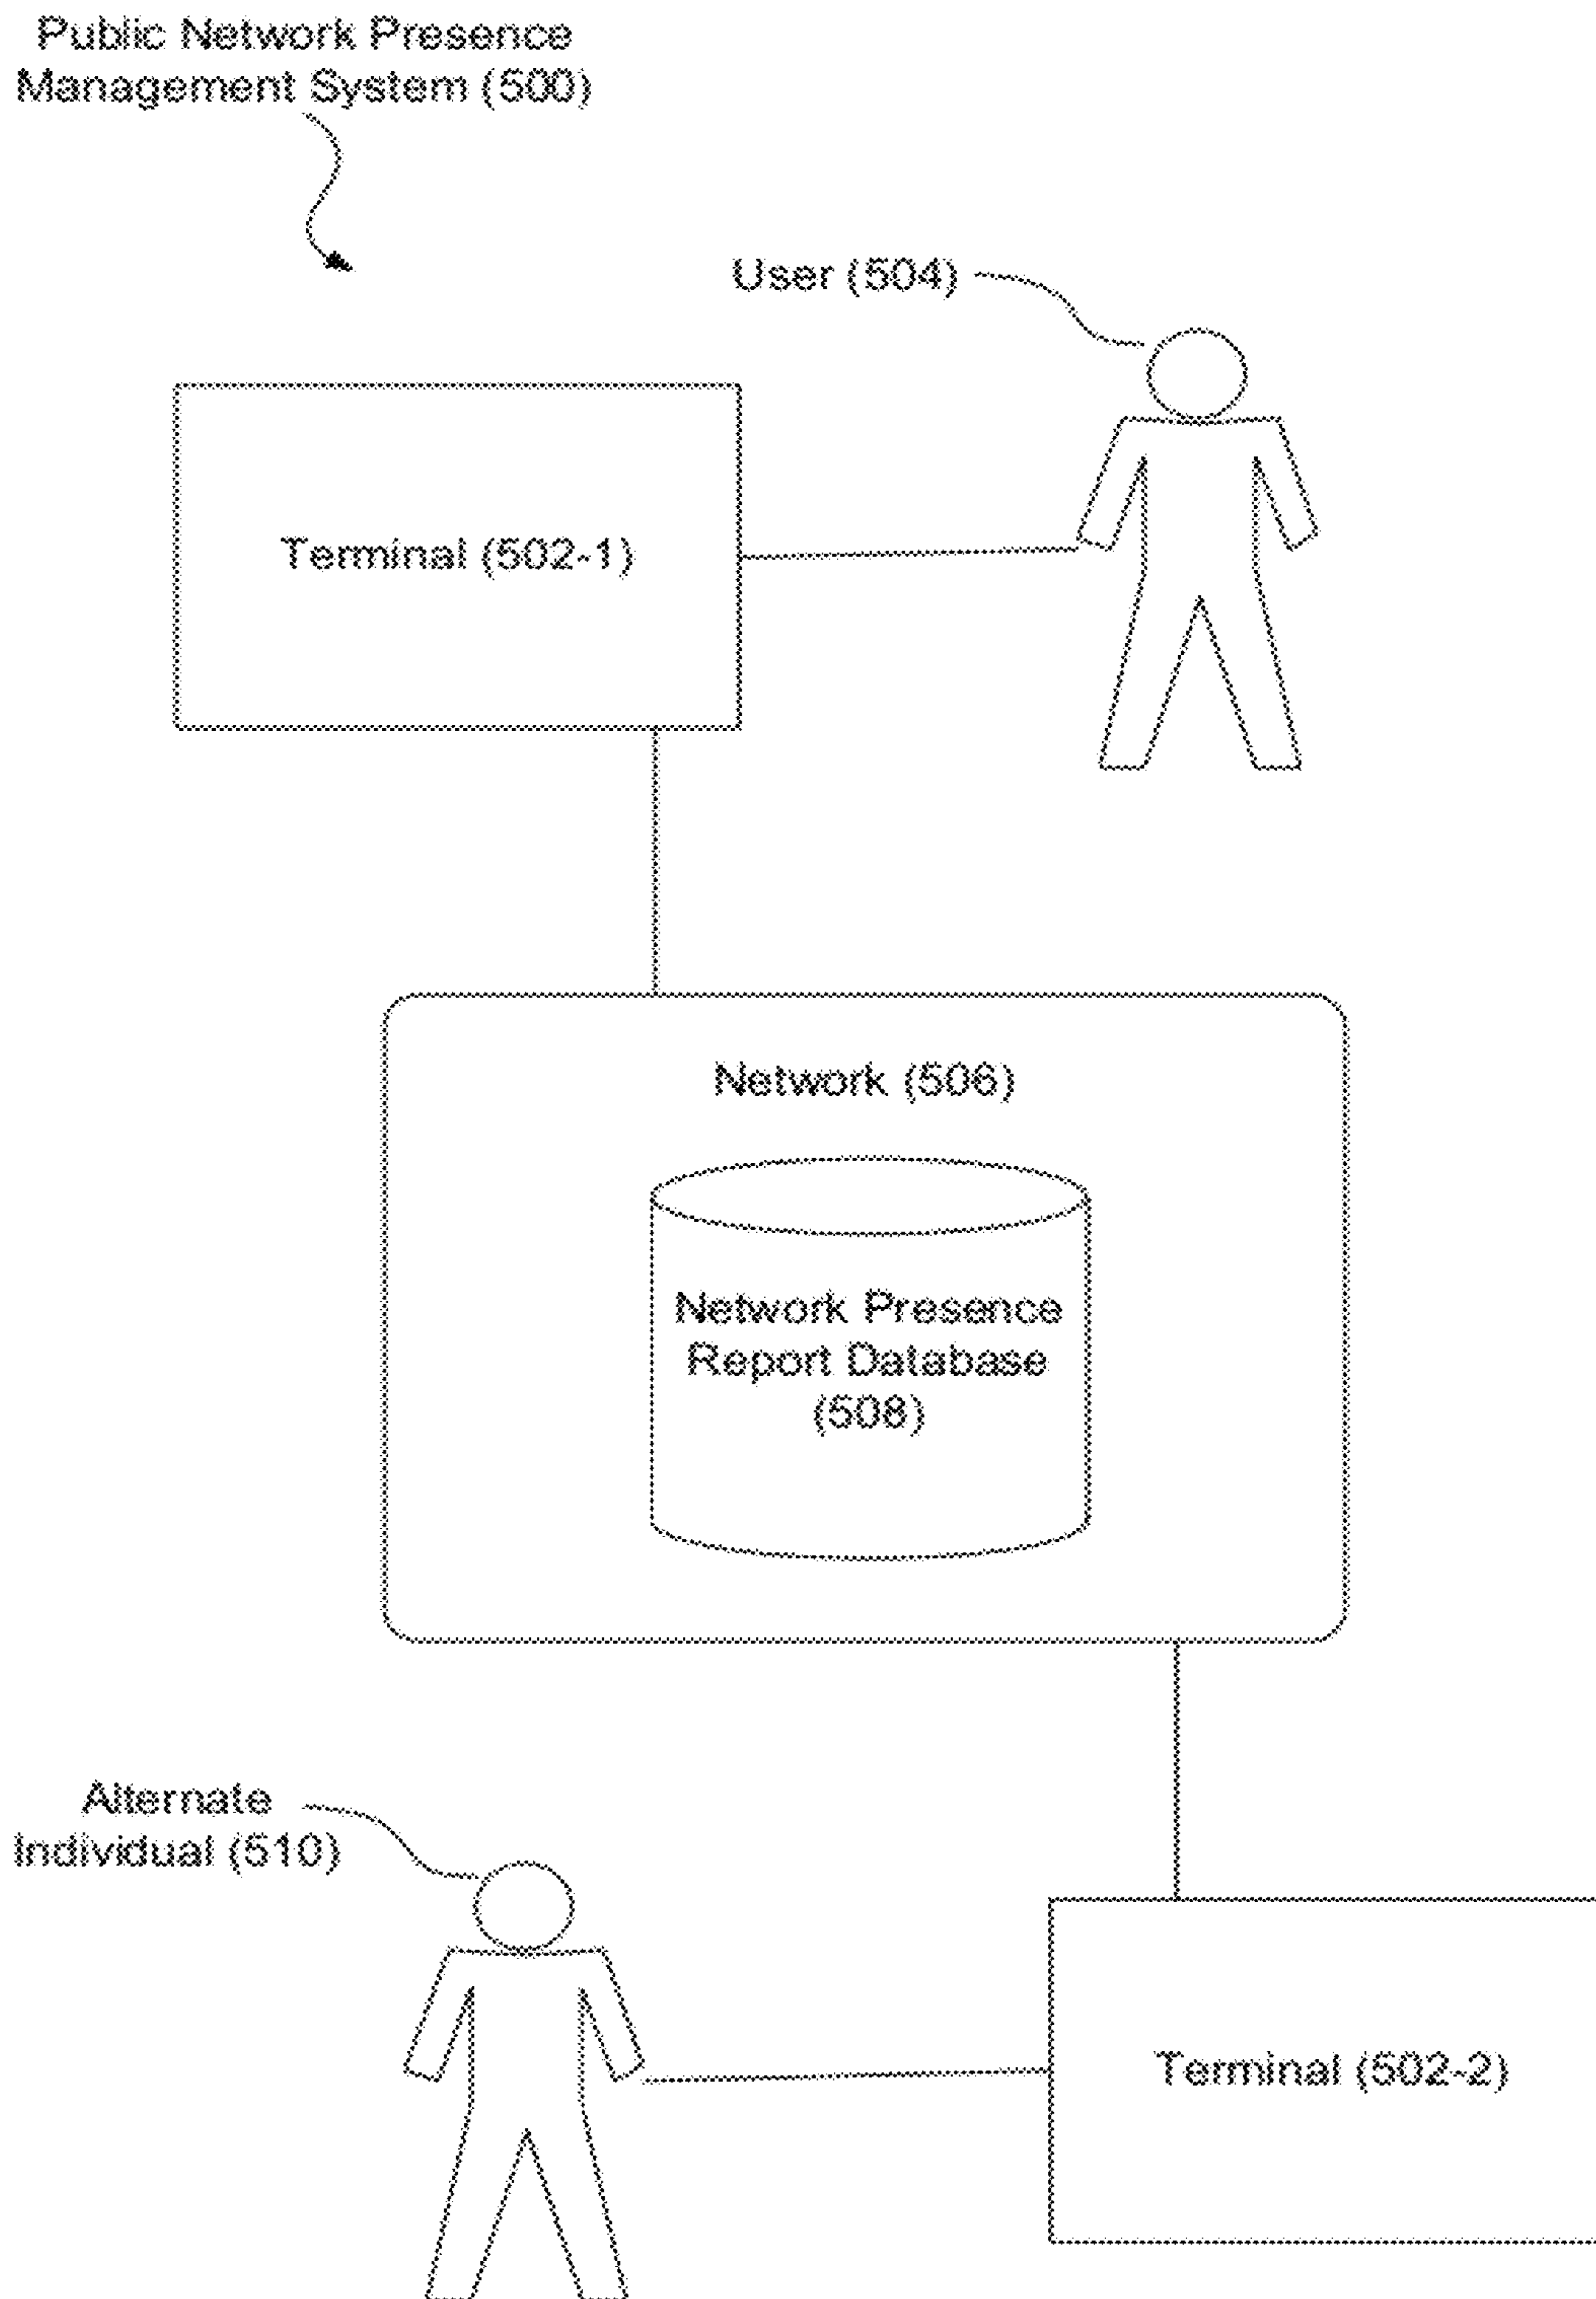 Public Network Presence
Management System (500)
User (504)
Terminal (502-1)
Network (506)
Network Presence
Report Database
(508)
Alternate
Individual (510)
Terminal (502-2)